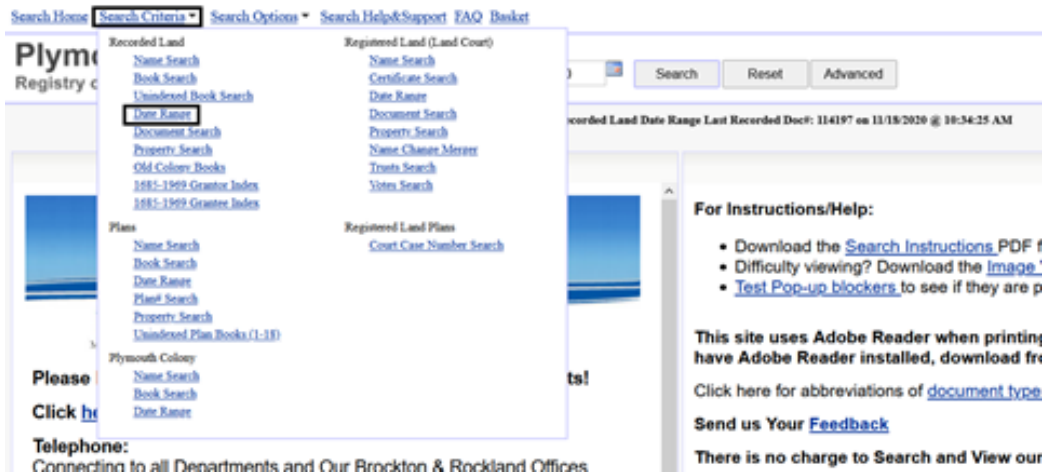 Search Home Search Criteria Search Options Search Help&Support FAQ Basket
Recorded Land
Name Search
Book Search
Unindexed Book Search
Date Range
Document Search
Property Search
Old Colony Books
1685-1969 Grantor Index
1685-1969 Grantee Index
Plans
Name Search
Book Search
Date Range
Plan# Search
Property Search
Unindexed Plan Books (1-18)
Plymouth Colony
Name Search
Book Search
Date Range
Registered Land (Land Court)
Name Search
Certificate Search
Date Range
Document Search
Property Search
Name Change Merger
Trusts Search
Votes Search
Registered Land Plans
Court Case Number Search
Plym
Registry
Search Reset Advanced
ecorded Land Date Range Last Recorded Doc#: 114197 on 11/18/2020 @ 10:34:25 AM
Please
ts!
Click he
Telephone:
Connecting to all Departments and Our Brockton & Rockland Offices
For Instructions/Help:
• Download the Search Instructions PDF f
• Difficulty viewing? Download the Image
• Test Pop-up blockers to see if they are p
This site uses Adobe Reader when printing
have Adobe Reader installed, download fre
Click here for abbreviations of document type
Send us Your Feedback
There is no charge to Search and View our